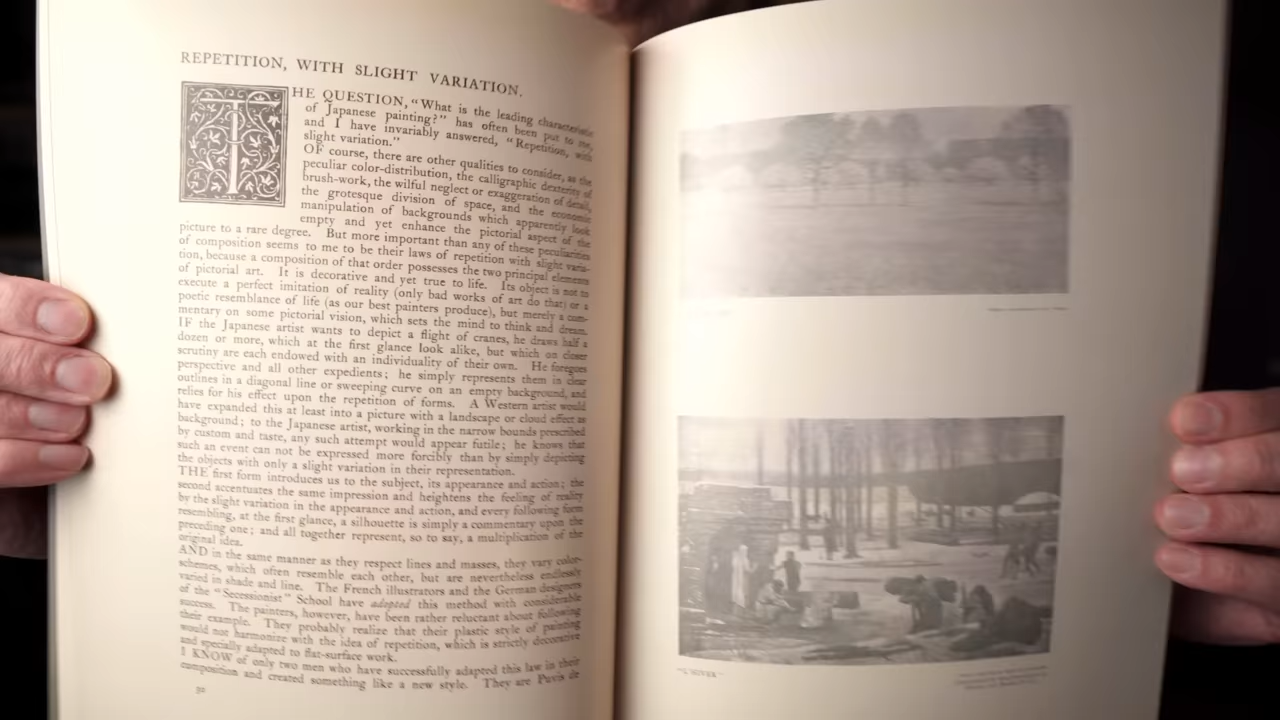 REPETITION, WITH SLIGHT VARIATION.
THE QUESTION, “What is the leading characteristic
of Japanese painting?” has often been put to me,
and I have invariably answered, “Repetition, with
slight variation.”
OF course, there are other qualities to consider, as the
peculiar color-distribution, the calligraphic dexterity of
brush-work, the wilful neglect or exaggeration of detail,
the grotesque division of space, and the economic
manipulation of backgrounds which apparently look
empty and yet enhance the pictorial aspect of the
picture to a rare degree. But more important than any of these peculiarities
of composition seems to me to be their laws of repetition with slight varia-
tion, because a composition of that order possesses the two principal elements
of pictorial art. It is decorative and yet true to life. Its object is not to
execute a perfect imitation of reality (only bad works of art do that) or a
poetic resemblance of life (as our best painters produce), but merely a com-
mentary on some pictorial vision, which sets the mind to think and dream.
IF the Japanese artist wants to depict a flight of cranes, he draws half a
dozen or more, which at the first glance look alike, but which on closer
scrutiny are each endowed with an individuality of their own. He foregoes
perspective and all other expedients; he simply represents them in clear
outlines in a diagonal line or sweeping curve on an empty background, and
relies for his effect upon the repetition of forms. A Western artist would
have expanded this at least into a picture with a landscape or cloud effect as
background; to the Japanese artist, working in the narrow bounds prescribed
by custom and taste, any such attempt would appear futile; he knows that
such an event can not be expressed more forcibly than by simply depicting
the objects with only a slight variation in their representation.
THE first form introduces us to the subject, its appearance and action; the
second accentuates the same impression and heightens the feeling of reality
by the slight variation in the appearance and action, and every following form
resembling, at the first glance, a silhouette is simply a commentary upon the
preceding one; and all together represent, so to say, a multiplication of the
original idea.
AND in the same manner as they respect lines and masses, they vary color-
schemes, which often resemble each other, but are nevertheless endlessly
varied in shade and line. The French illustrators and the German designers
of the “Secessionist” School have adopted this method with considerable
success. The painters, however, have been rather reluctant about following
their example. They probably realize that their plastic style of painting
would not harmonize with the idea of repetition, which is strictly decorative
and specially adapted to flat-surface work.
I KNOW of only two men who have successfully adapted this law in their
composition and created something like a new style. They are Puvis de